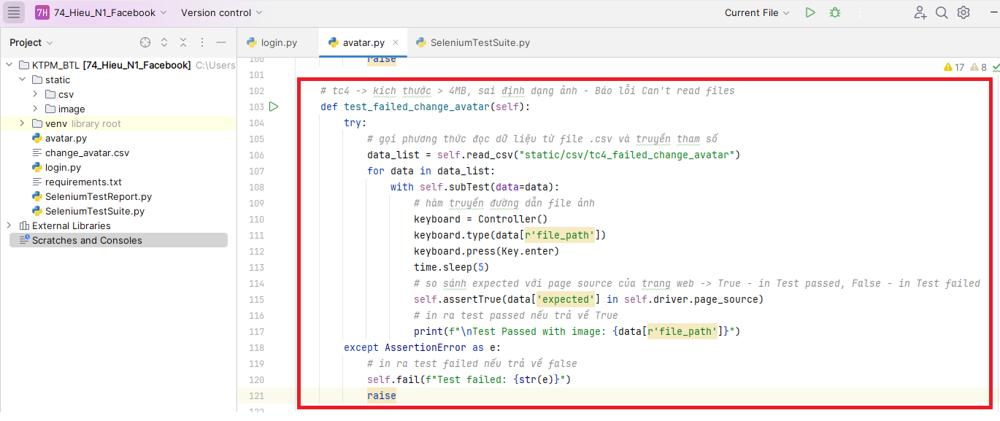 7H 74_Hieu_N1_Facebook Version control Current File
Project
login.py avatar.py SeleniumTestSuite.py
KTPM_BTL [74_Hieu_N1_Facebook] C:\Users
static
csv
image
venv library root
avatar.py
change_avatar.csv
login.py
requirements.txt
SeleniumTestReport.py
SeleniumTestSuite.py
External Libraries
Scratches and Consoles
17 8
100 raise
101
102 # tc4 -> kích thước > 4MB, sai định dạng ảnh - Báo lỗi Can't read files
103 def test_failed_change_avatar(self):
104 try:
105 # gọi phương thức đọc dữ liệu từ file .csv và truyền tham số
106 data_list = self.read_csv("static/csv/tc4_failed_change_avatar")
107 for data in data_list:
108 with self.subTest(data=data):
109 # hàm truyền đường dẫn file ảnh
110 keyboard = Controller()
111 keyboard.type(data[r'file_path'])
112 keyboard.press(Key.enter)
113 time.sleep(5)
114 # so sánh expected với page source của trang web -> True - in Test passed, False - in Test failed
115 self.assertTrue(data['expected'] in self.driver.page_source)
116 # in ra test passed nếu trả về True
117 print(f"\nTest Passed with image: {data[r'file_path']}")
118 except AssertionError as e:
119 # in ra test failed nếu trả về false
120 self.fail(f"Test failed: {str(e)}")
121 raise
122